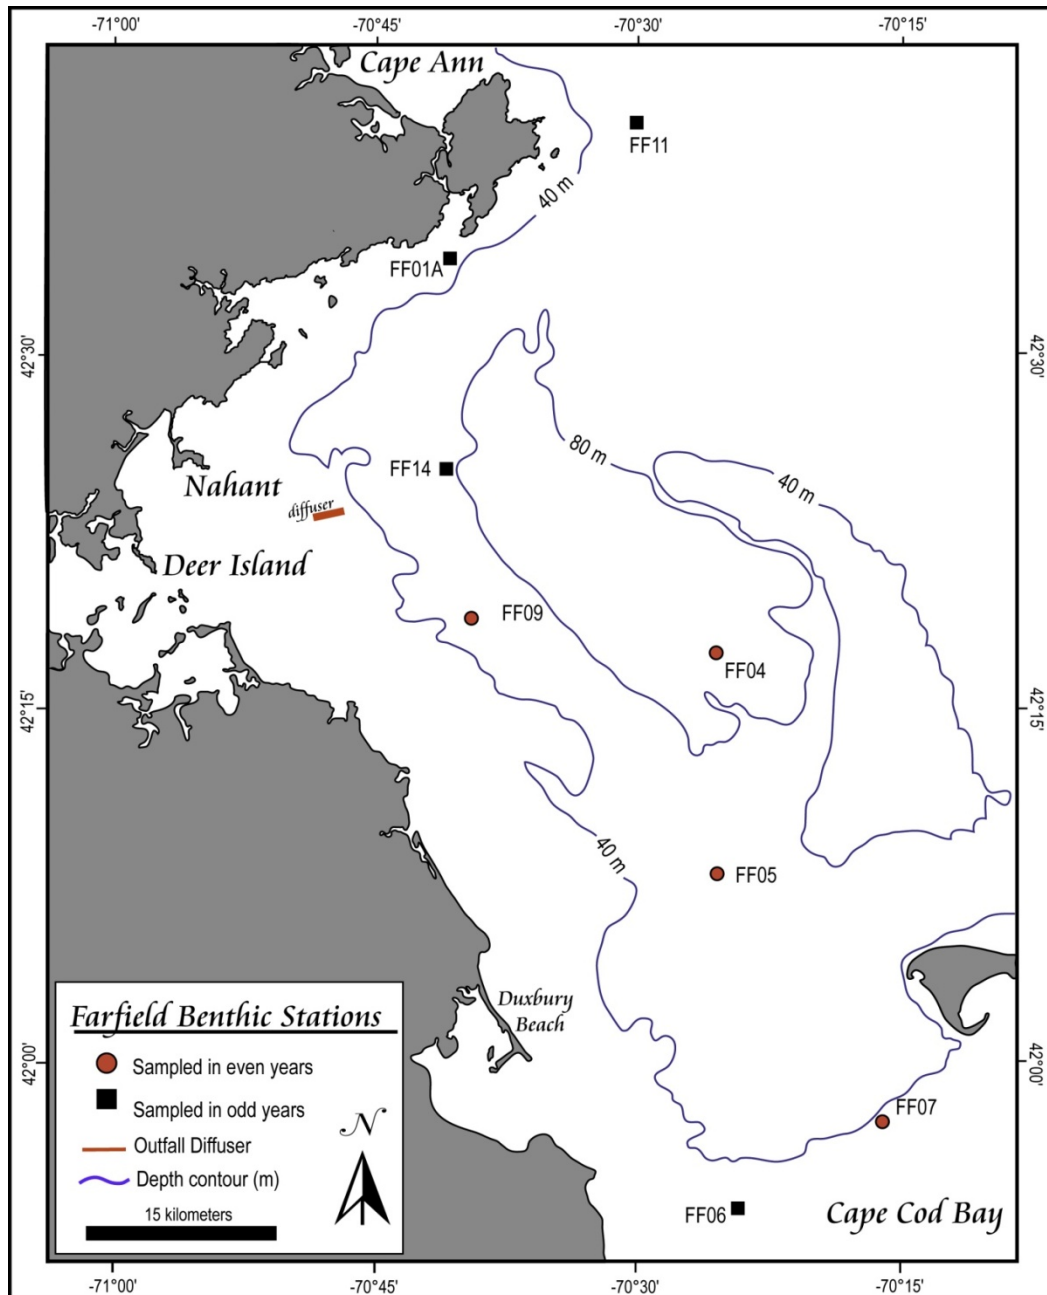 -71°00'
-70°45'
-70°30'
-70°15'
Cape Ann
FF11
40 m
FF01A
42°30'
42°30'
80 m
FF14
40 m
Nahant
diffuser
Deer Island
FF09
FF04
42°15'
42°15'
40 m
FF05
Duxbury
Beach
Farfield Benthic Stations
Sampled in even years
Sampled in odd years
Outfall Diffuser
Depth contour (m)
15 kilometers
N
42°00'
42°00'
FF07
FF06
Cape Cod Bay
-71°00'
-70°45'
-70°30'
-70°15'